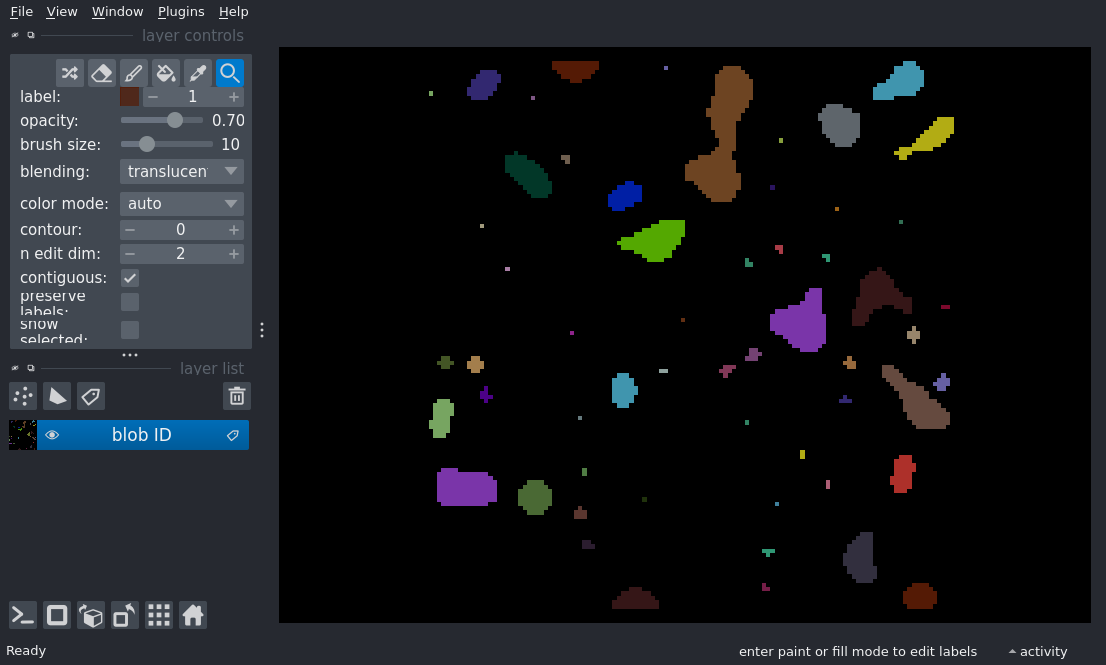 File View Window Plugins Help
layer controls
label: 1
opacity: 0.70
brush size: 10
blending: translucen
color mode: auto
contour: 0
n edit dim: 2
contiguous:
preserve
labels:
show
selected:
layer list
blob ID
Ready
enter paint or fill mode to edit labels
activity